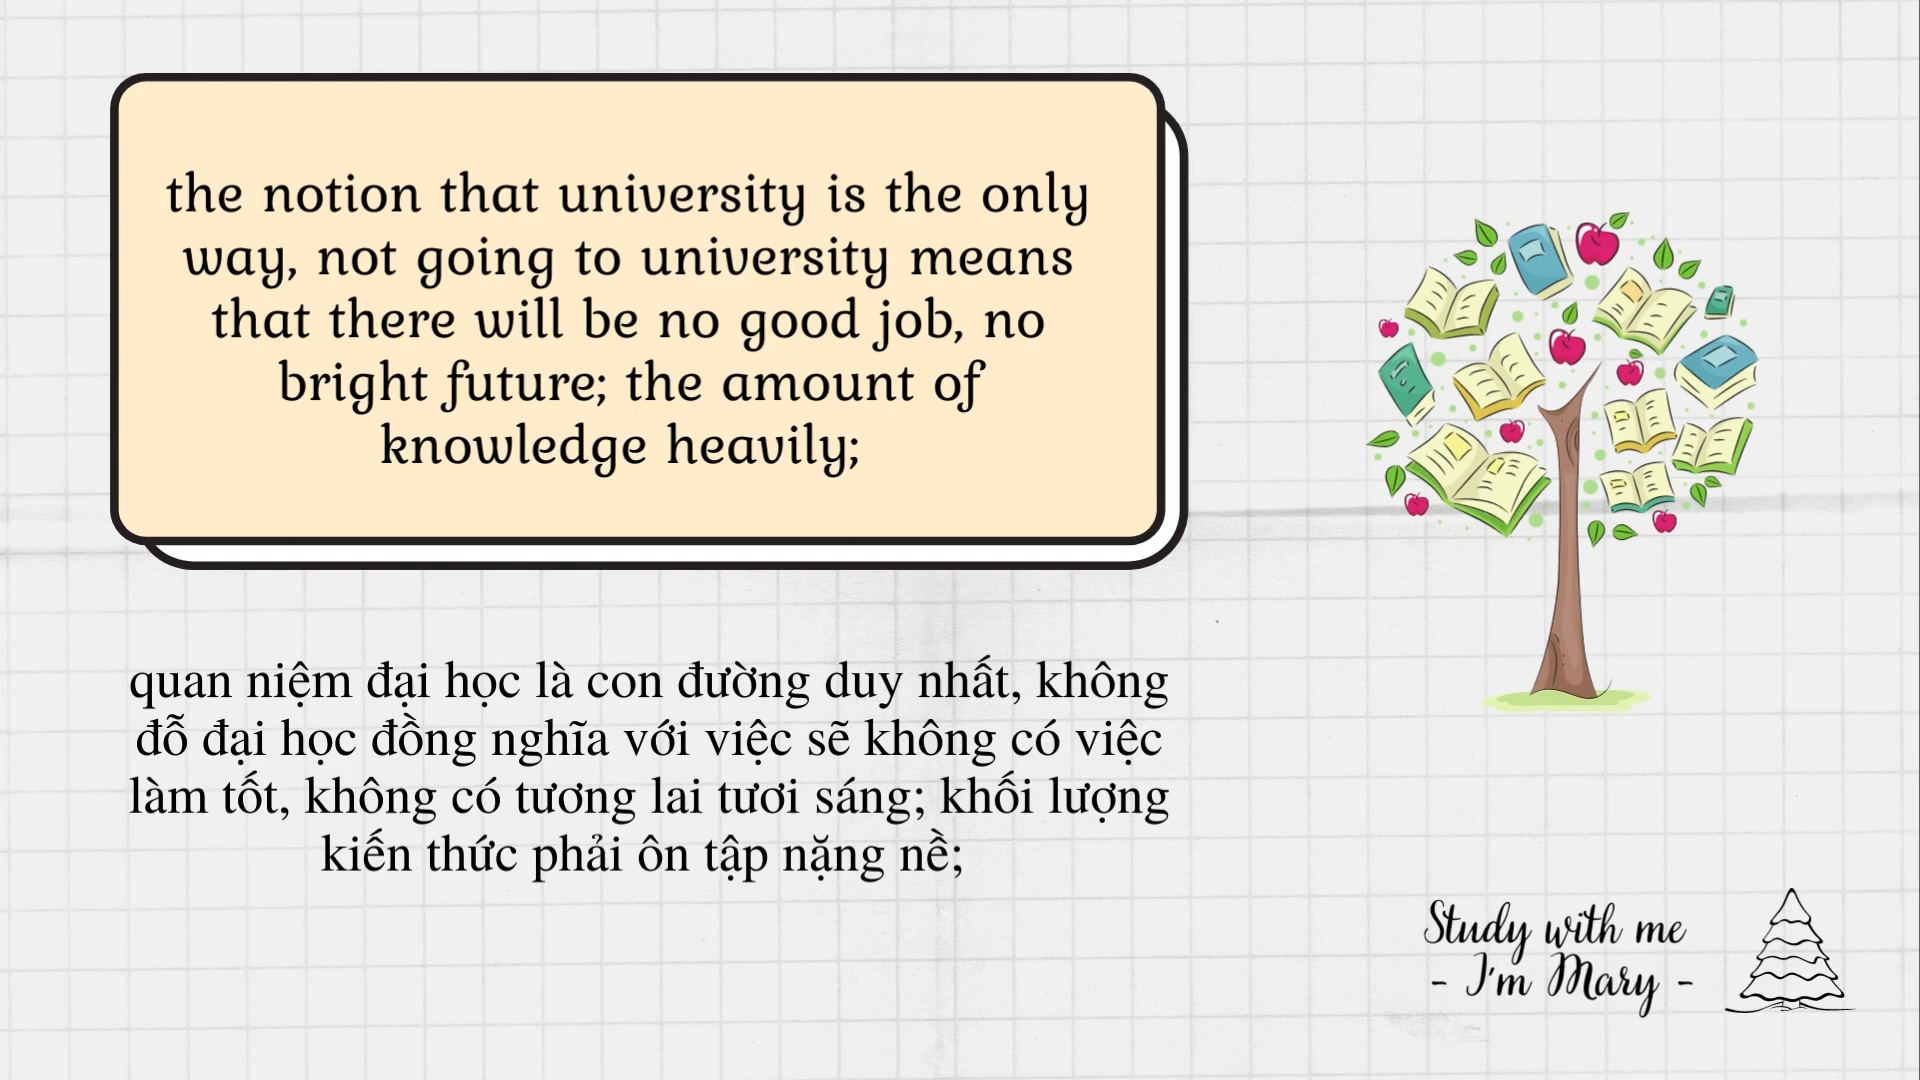 the notion that university is the only
way, not going to university means
that there will be no good job, no
bright future; the amount of
knowledge heavily;
quan niệm đại học là con đường duy nhất, không
đỗ đại học đồng nghĩa với việc sẽ không có việc
làm tốt, không có tương lai tươi sáng; khối lượng
kiến thức phải ôn tập nặng nề;
Study with me
- I'm Mary -